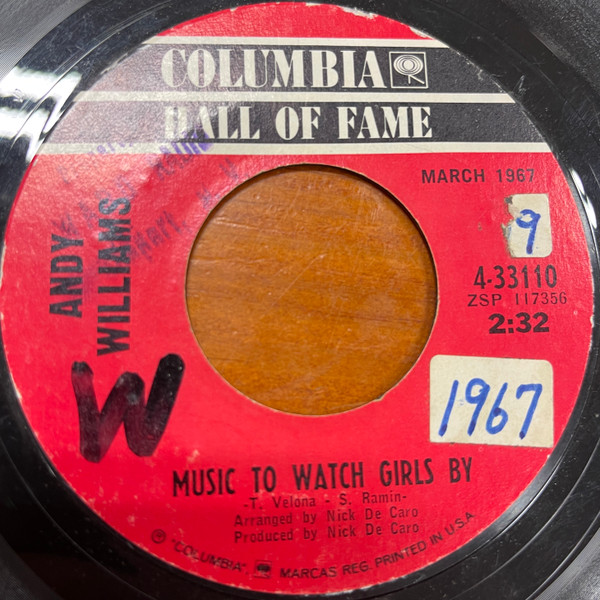 COLUMBIA
HALL OF FAME
MARCH 1967
9
4-33110
ZSP 117356
2:32
ANDY
WILLIAMS
W
1967
MUSIC TO WATCH GIRLS BY
-T. Velona - S. Ramin-
Arranged by Nick De Caro
Produced by Nick De Caro
℗ "COLUMBIA" MARCAS REG. PRINTED IN U.S.A.